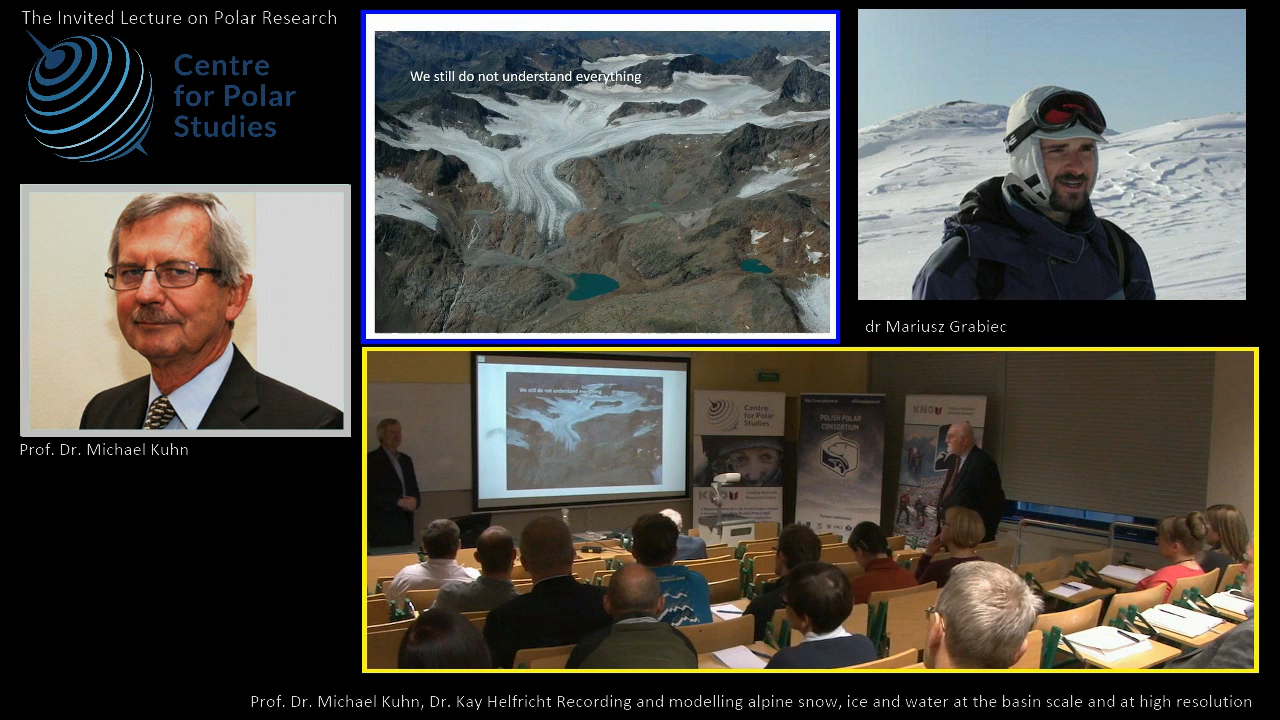 The Invited Lecture on Polar Research
Centre
for Polar
Studies
We still do not understand everything
dr Mariusz Grabiec
Prof. Dr. Michael Kuhn
We still do not understand everything
Centre
for Polar
Studies
POLISH POLAR
CONSORTIUM
KNOW
KNOW
Prof. Dr. Michael Kuhn, Dr. Kay Helfricht Recording and modelling alpine snow, ice and water at the basin scale and at high resolution